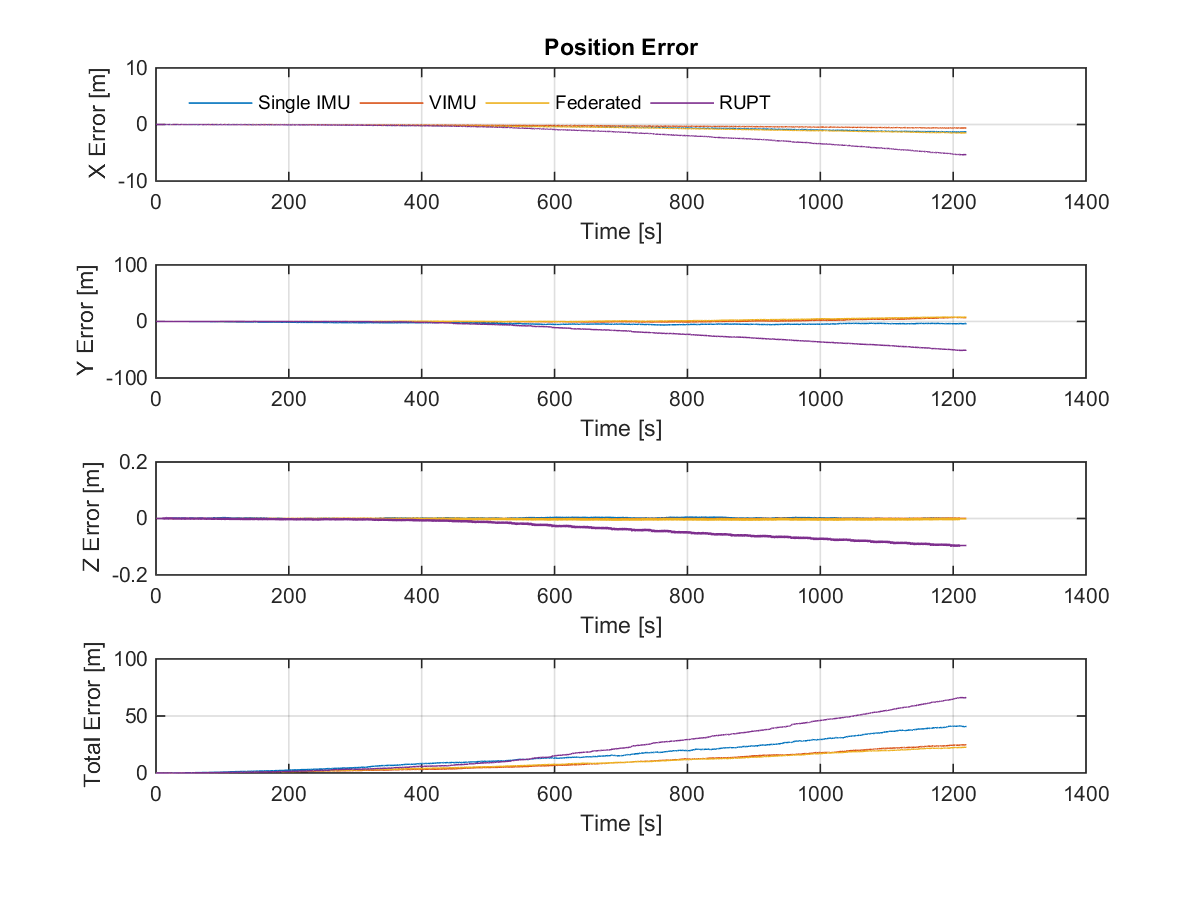 Position Error
10
0
-10
X Error [m]
Single IMU VIMU Federated RUPT
0 200 400 600 800 1000 1200 1400
Time [s]
100
0
-100
Y Error [m]
0 200 400 600 800 1000 1200 1400
Time [s]
0.2
0
-0.2
Z Error [m]
0 200 400 600 800 1000 1200 1400
Time [s]
100
50
0
Total Error [m]
0 200 400 600 800 1000 1200 1400
Time [s]